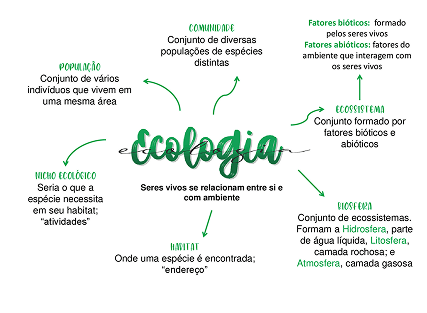 COMUNIDADE
Conjunto de diversas
populações de espécies
distintas
Fatores bióticos: formado
pelos seres vivos
Fatores abióticos: fatores do
ambiente que interagem com
os seres vivos
POPULAÇÃO
Conjunto de vários
indivíduos que vivem em
uma mesma área
ECOSSISTEMA
Conjunto formado por
fatores bióticos e
abióticos
Ecologia
ecologia
Seres vivos se relacionam entre si e
com ambiente
NICHO ECOLÓGICO
Seria o que a
espécie necessita
em seu habitat;
“atividades”
HABITAT
Onde uma espécie é encontrada;
“endereço”
BIOSFERA
Conjunto de ecossistemas.
Formam a Hidrosfera, parte
de água líquida, Litosfera,
camada rochosa; e
Atmosfera, camada gasosa